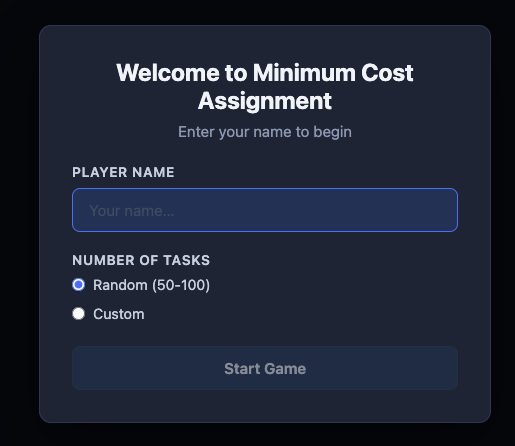 Welcome to Minimum Cost
Assignment
Enter your name to begin
PLAYER NAME
Your name...
NUMBER OF TASKS
Random (50-100)
Custom
Start Game